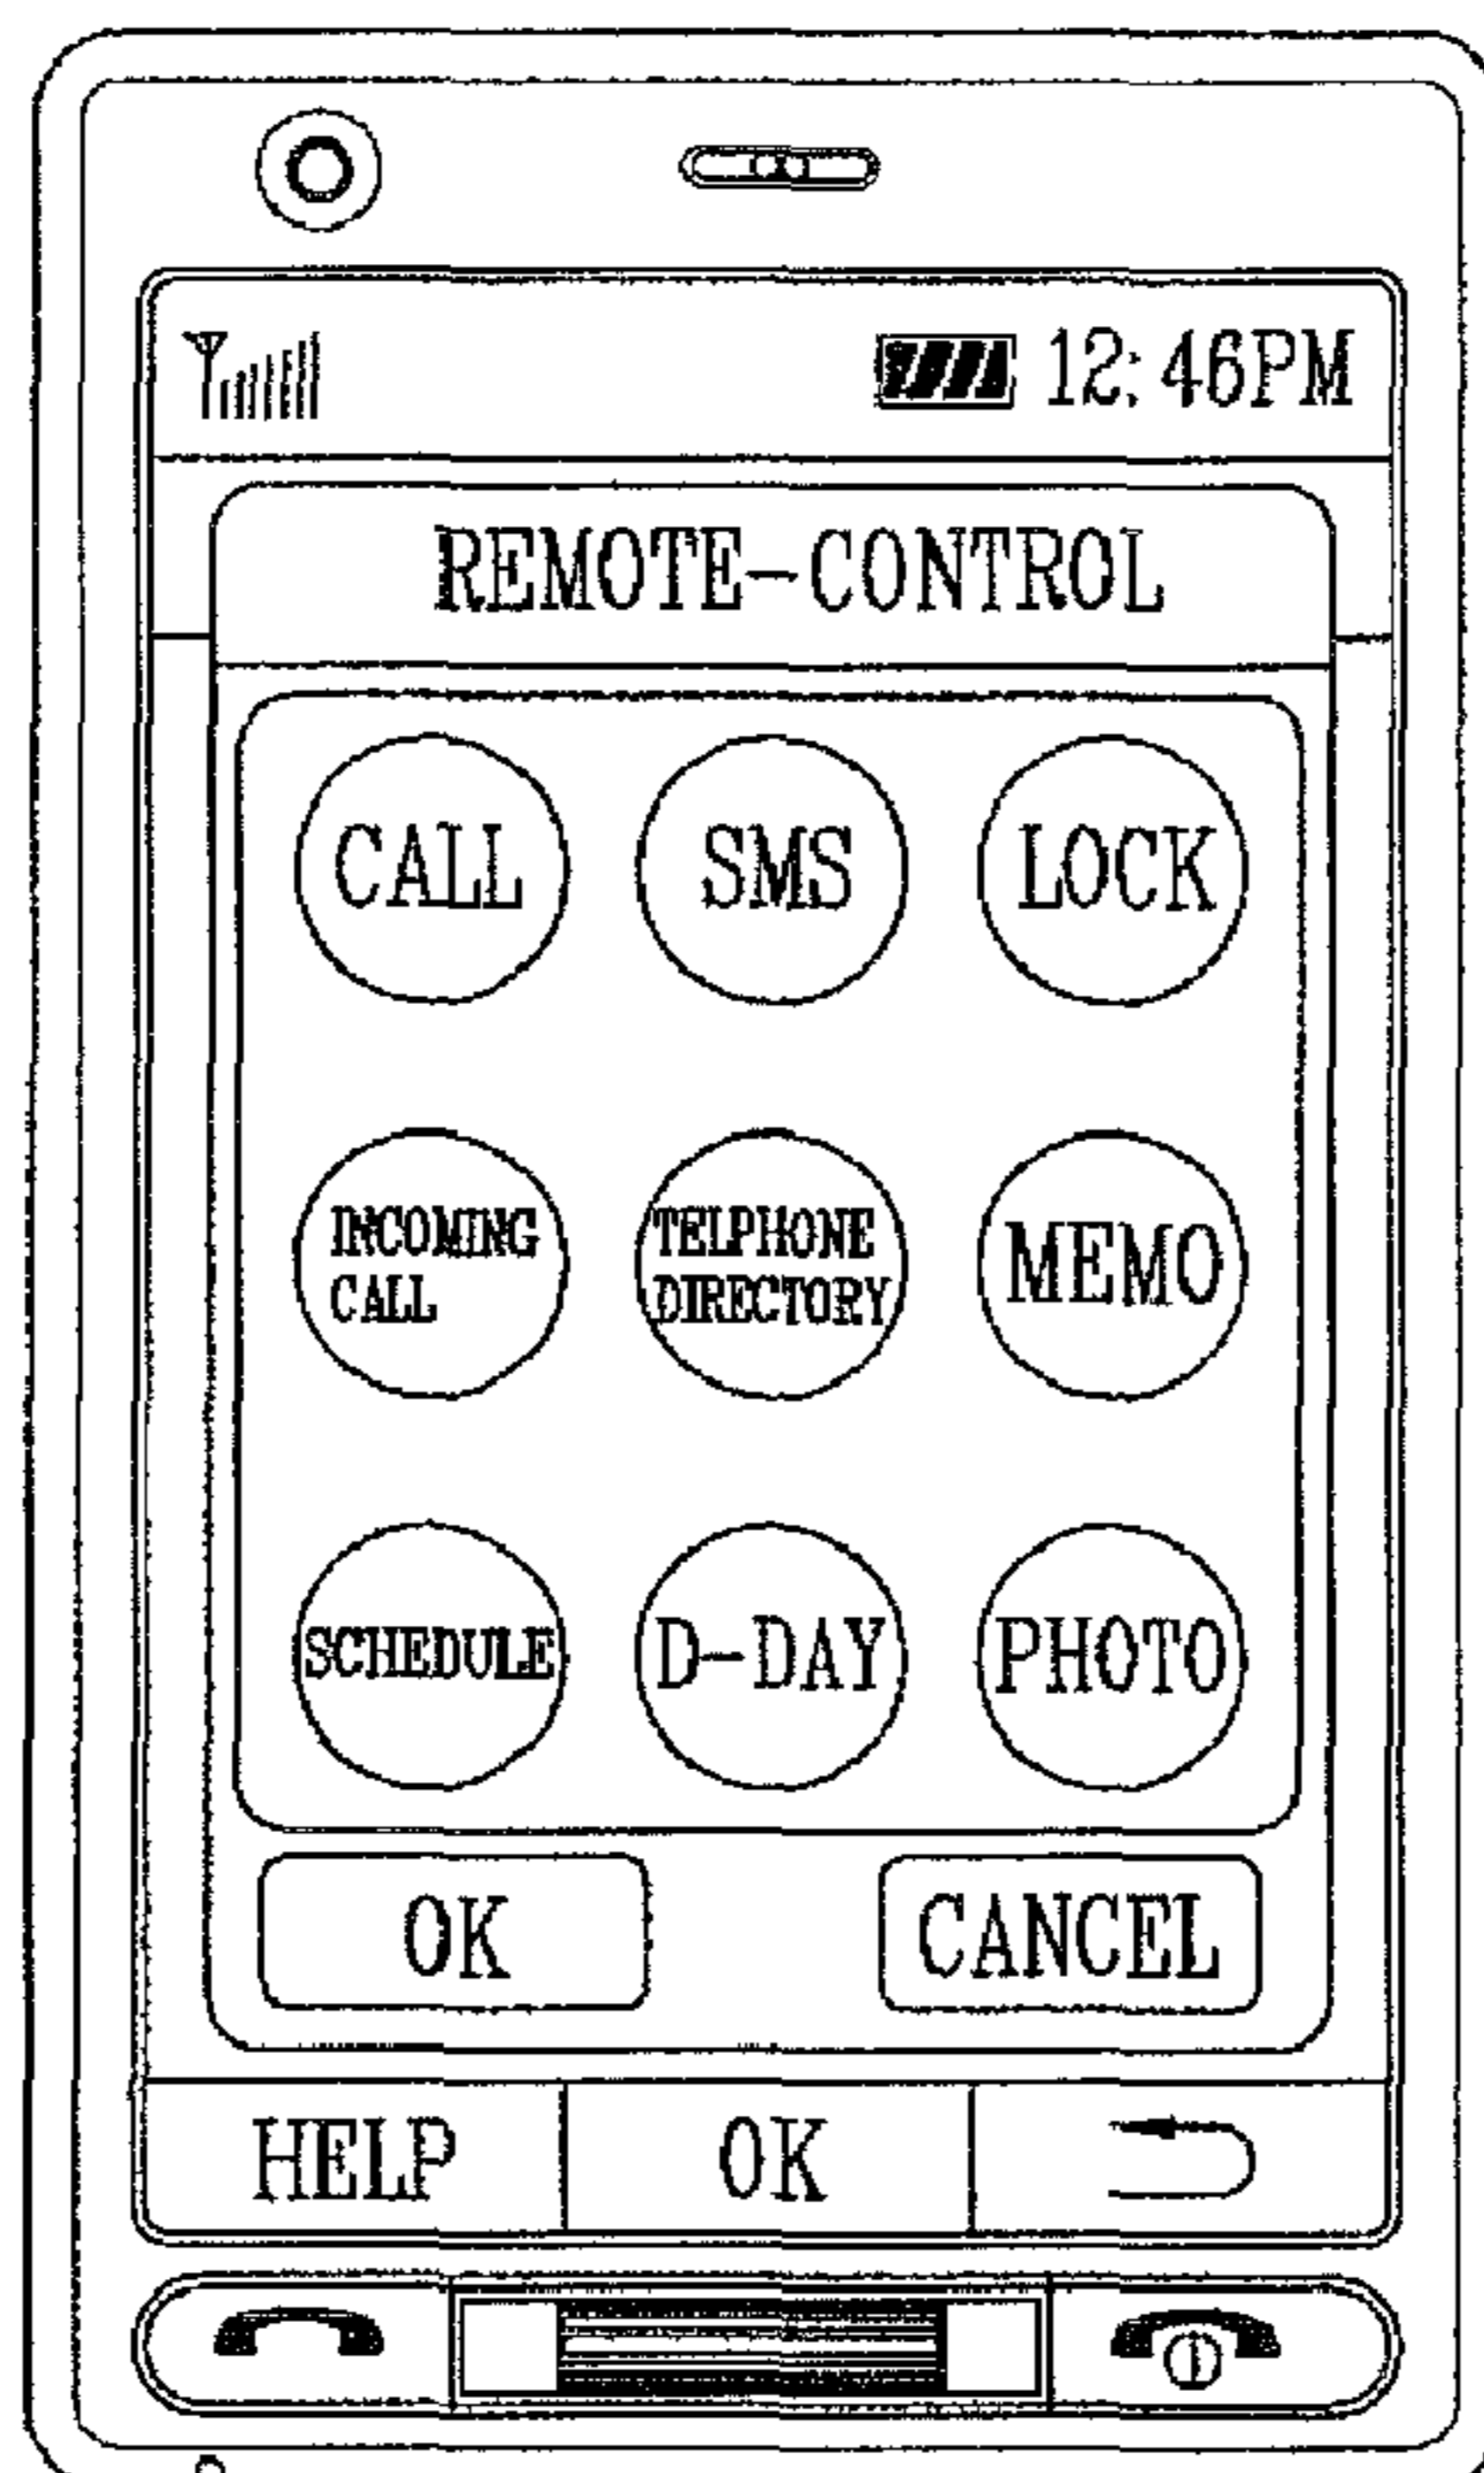 12:46PM
REMOTE-CONTROL
CALL SMS LOCK
INCOMING CALL
TELPHONE DIRECTORY
MEMO
SCHEDULE D-DAY PHOTO
OK CANCEL
HELP OK